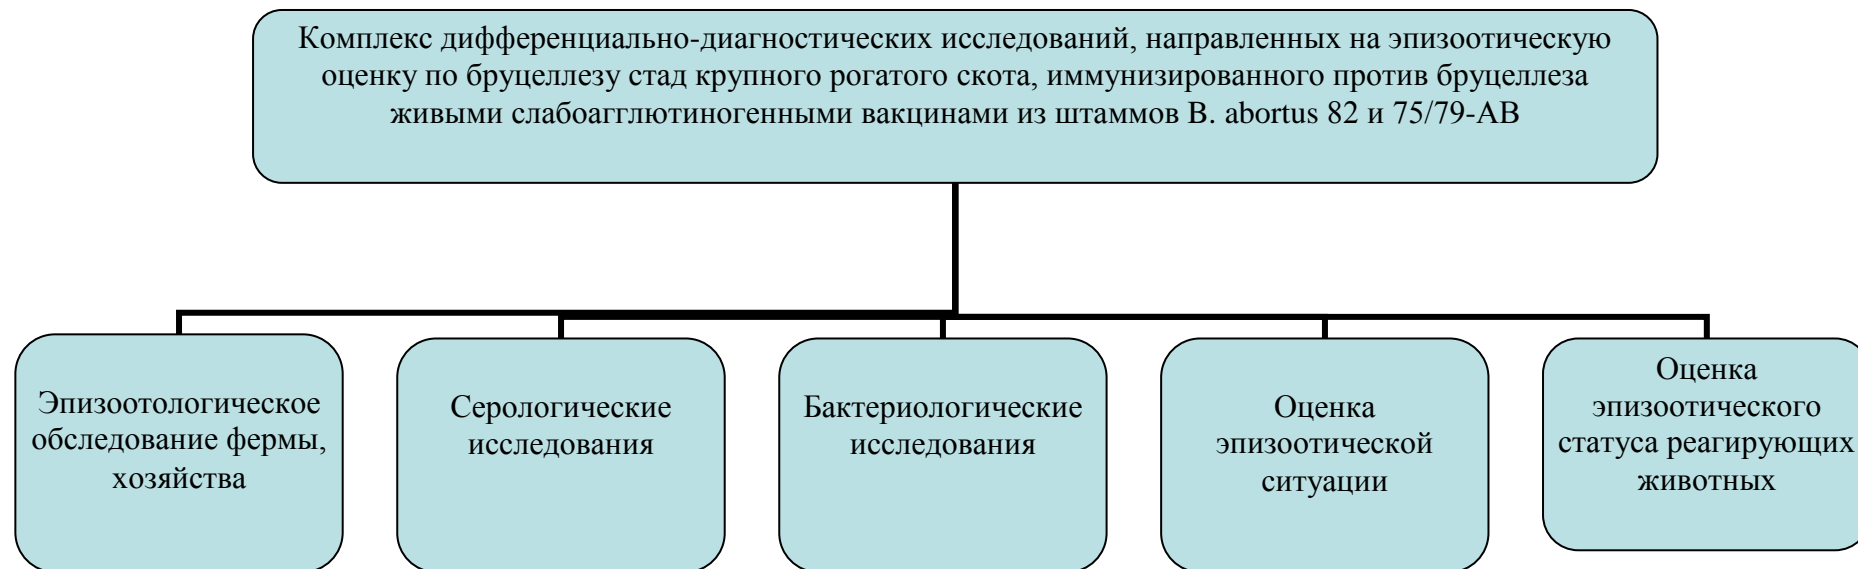 Комплекс дифференциально-диагностических исследований, направленных на эпизоотическую
оценку по бруцеллезу стад крупного рогатого скота, иммунизированного против бруцеллеза
живыми слабоагглютиногенными вакцинами из штаммов B. abortus 82 и 75/79-АВ
Эпизоотологическое
обследование фермы,
хозяйства
Серологические
исследования
Бактериологические
исследования
Оценка
эпизоотической
ситуации
Оценка
эпизоотического
статуса реагирующих
животных